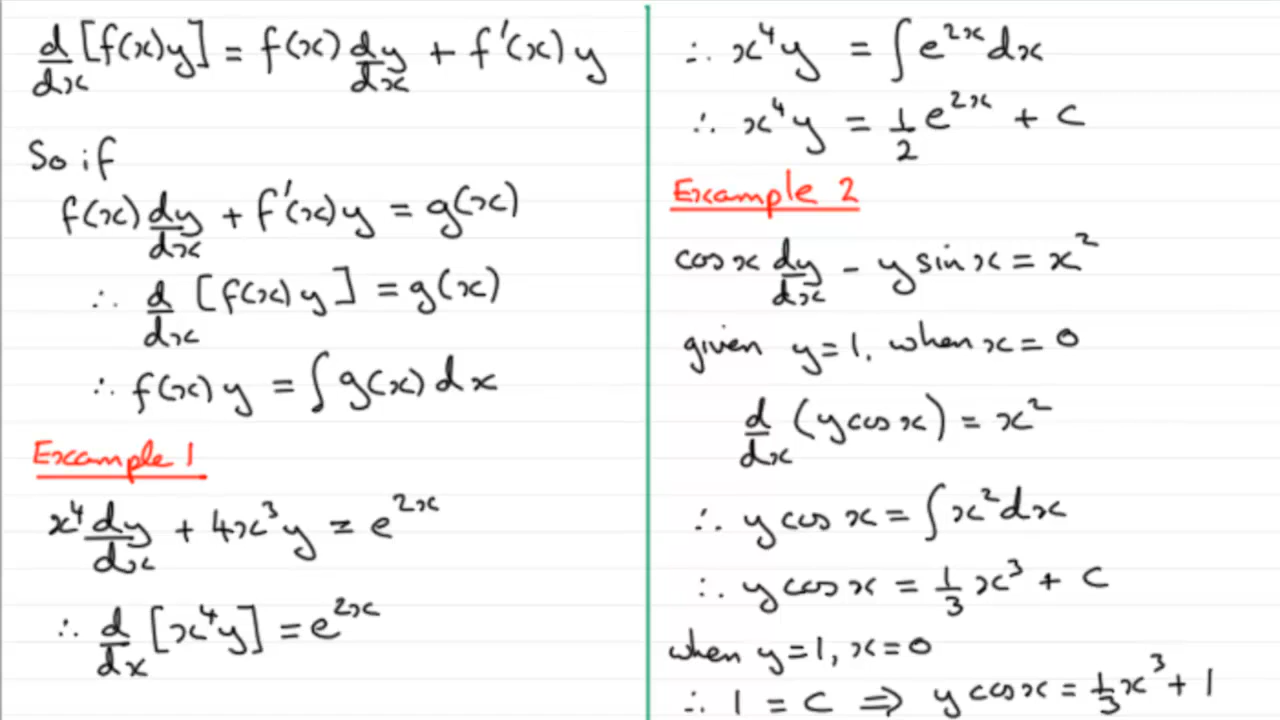 d/dx [f(x)y] = f(x) dy/dx + f'(x) y
So if
f(x) dy/dx + f'(x) y = g(x)
∴ d/dx [f(x) y] = g(x)
∴ f(x) y = ∫ g(x) dx
Example 1
x⁴ dy/dx + 4x³y = e^{2x}
∴ d/dx [x⁴y] = e^{2x}
∴ x⁴y = ∫ e^{2x} dx
∴ x⁴y = 1/2 e^{2x} + C
Example 2
cos x dy/dx - y sin x = x²
given y = 1, when x = 0
d/dx (y cos x) = x²
∴ y cos x = ∫ x² dx
∴ y cos x = 1/3 x³ + C
when y = 1, x = 0
∴ 1 = C ⇒ y cos x = 1/3 x³ + 1